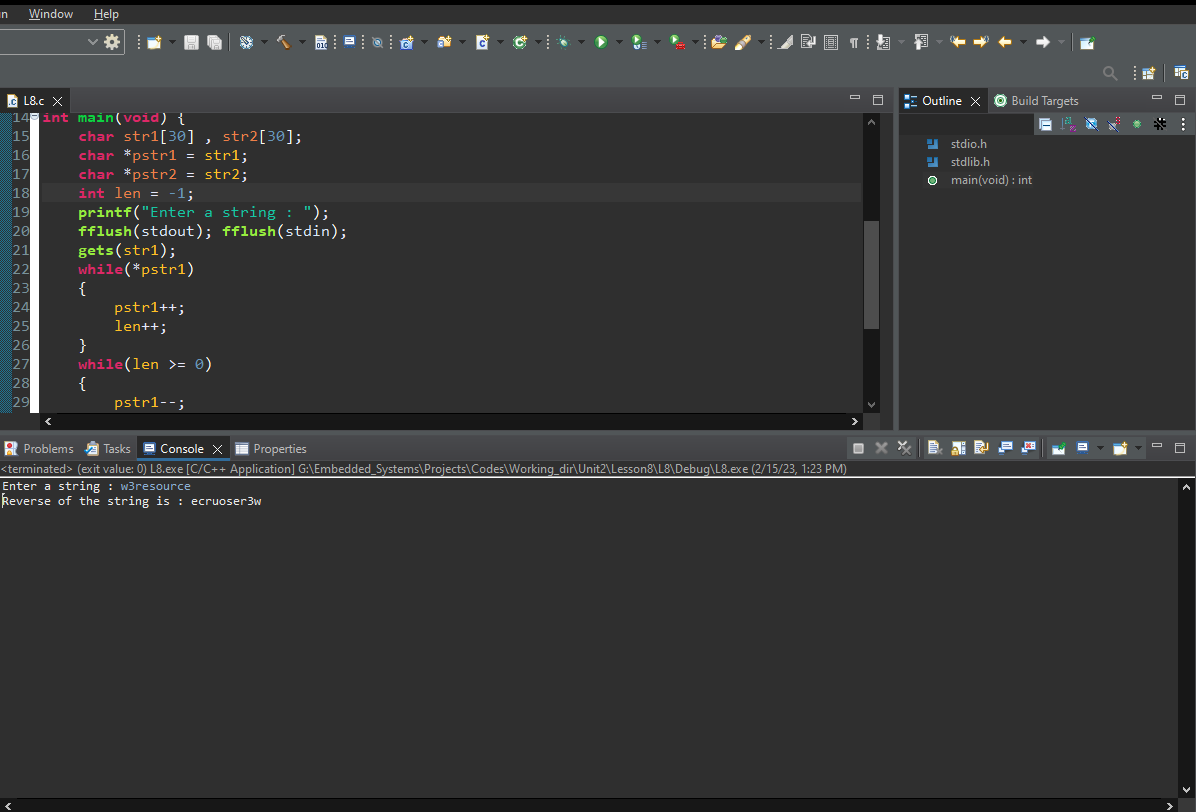 n Window Help
L8.c
Outline Build Targets
14 int main(void) {
15 char str1[30] , str2[30];
16 char *pstr1 = str1;
17 char *pstr2 = str2;
18 int len = -1;
19 printf("Enter a string : ");
20 fflush(stdout); fflush(stdin);
21 gets(str1);
22 while(*pstr1)
23 {
24 pstr1++;
25 len++;
26 }
27 while(len >= 0)
28 {
29 pstr1--;
stdio.h
stdlib.h
main(void) : int
Problems Tasks Console Properties
<terminated> (exit value: 0) L8.exe [C/C++ Application] G:\Embedded_Systems\Projects\Codes\Working_dir\Unit2\Lesson8\L8\Debug\L8.exe (2/15/23, 1:23 PM)
Enter a string : w3resource
Reverse of the string is : ecruoser3w